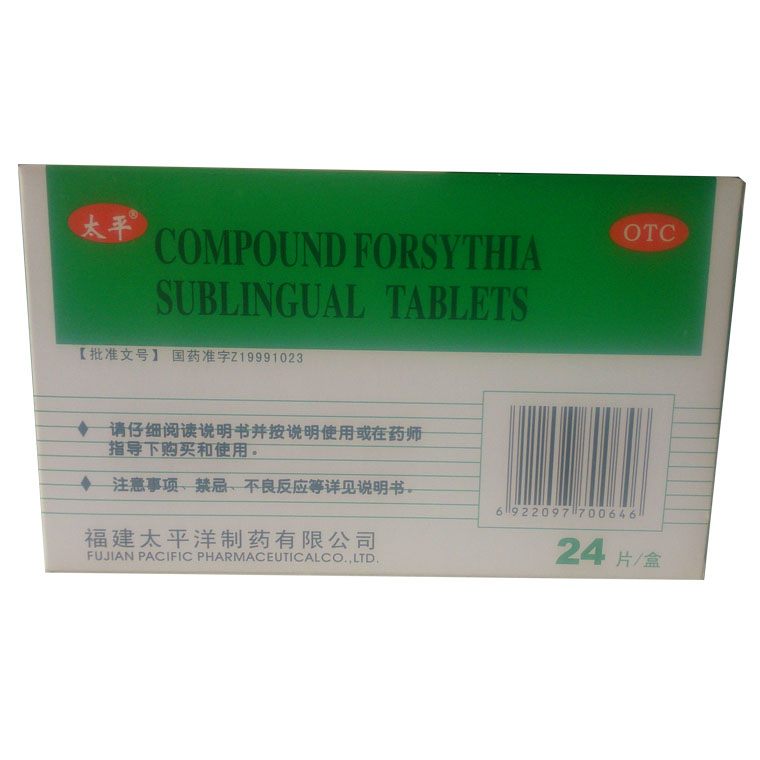 太平®
OTC
COMPOUND FORSYTHIA
SUBLINGUAL TABLETS
【批准文号】 国药准字Z19991023
♦ 请仔细阅读说明书并按说明使用或在药师
指导下购买和使用。
♦ 注意事项、禁忌、不良反应等详见说明书。
6 922097 700646
福建太平洋制药有限公司
FUJIAN PACIFIC PHARMACEUTICALCO.,LTD.
24 片/盒